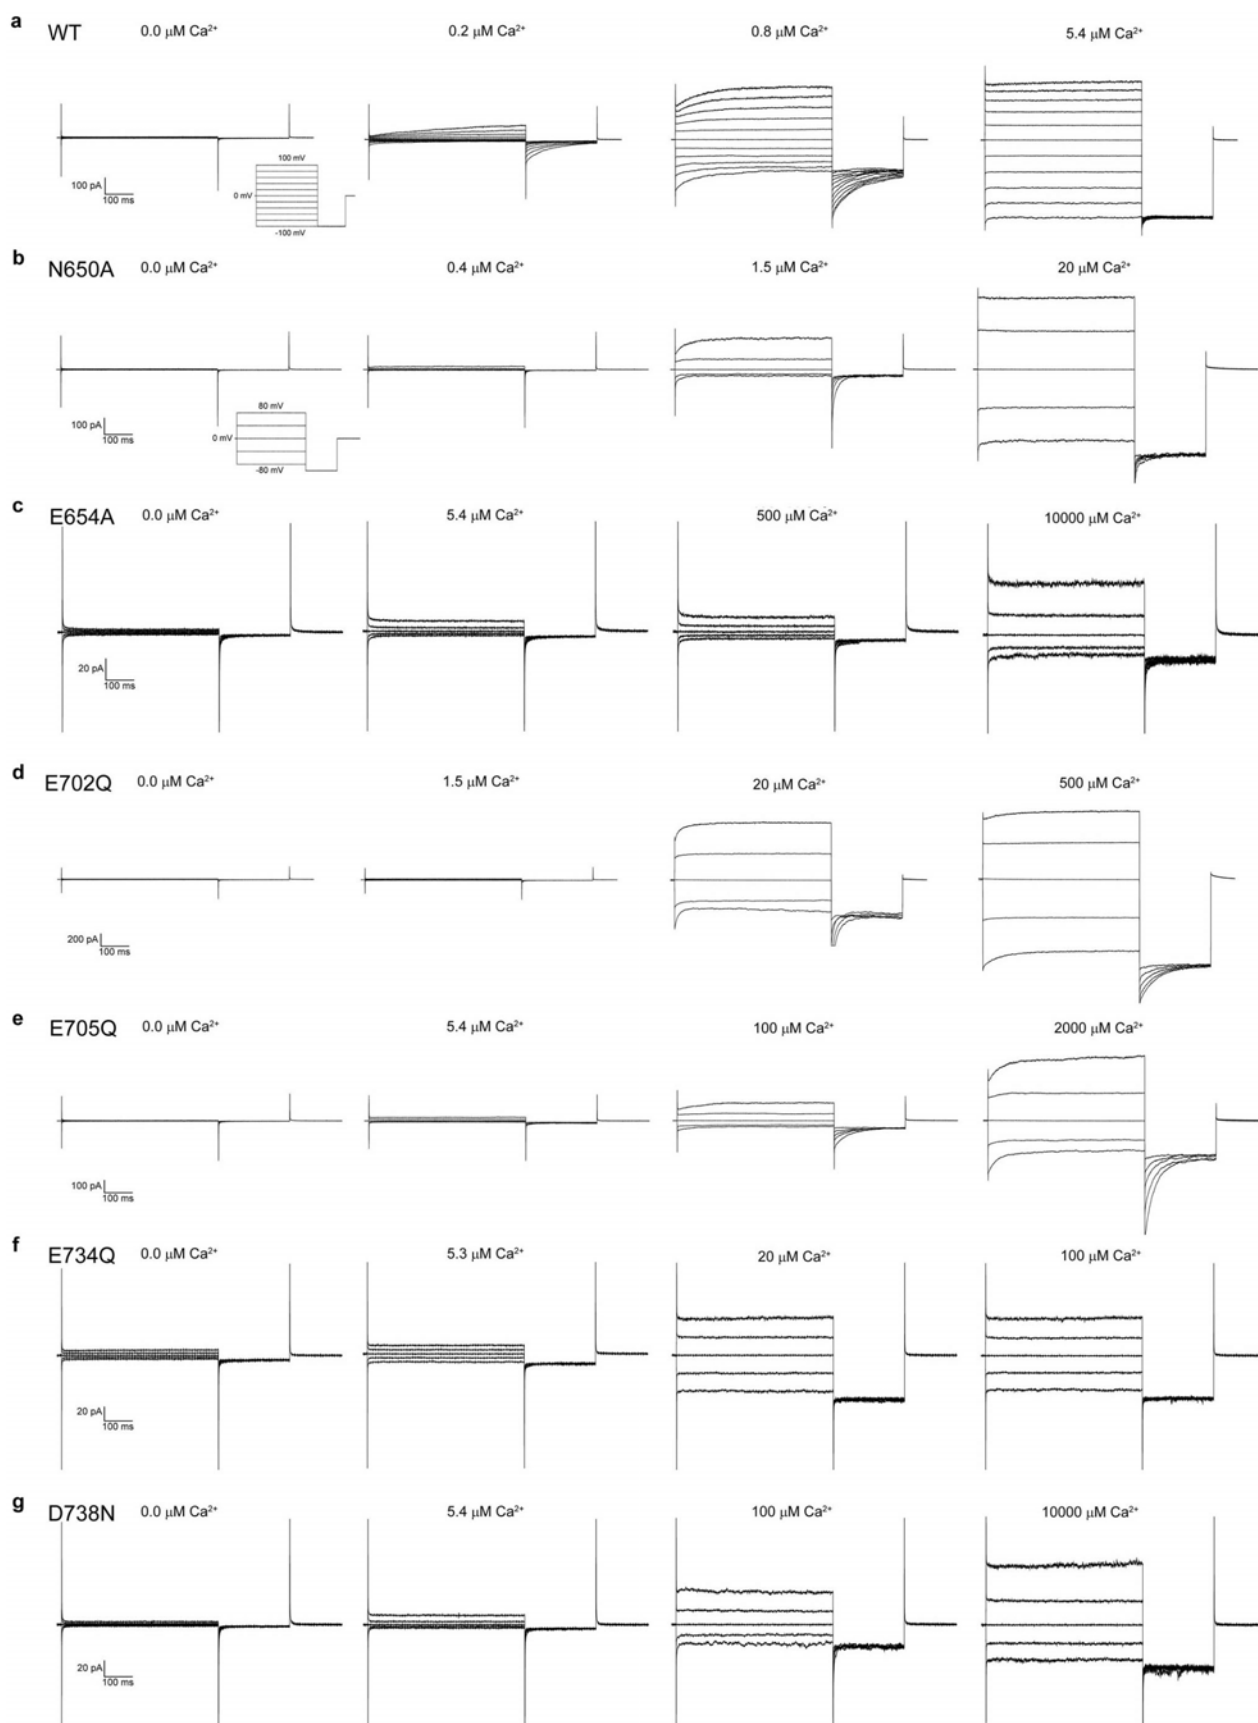 a WT 0.0 µM Ca²⁺ 0.2 µM Ca²⁺ 0.8 µM Ca²⁺ 5.4 µM Ca²⁺
100 mV
100 pA
100 ms
0 mV
-100 mV
b N650A 0.0 µM Ca²⁺ 0.4 µM Ca²⁺ 1.5 µM Ca²⁺ 20 µM Ca²⁺
80 mV
100 pA
100 ms
0 mV
-80 mV
c E654A 0.0 µM Ca²⁺ 5.4 µM Ca²⁺ 500 µM Ca²⁺ 10000 µM Ca²⁺
20 pA
100 ms
d E702Q 0.0 µM Ca²⁺ 1.5 µM Ca²⁺ 20 µM Ca²⁺ 500 µM Ca²⁺
200 pA
100 ms
e E705Q 0.0 µM Ca²⁺ 5.4 µM Ca²⁺ 100 µM Ca²⁺ 2000 µM Ca²⁺
100 pA
100 ms
f E734Q 0.0 µM Ca²⁺ 5.3 µM Ca²⁺ 20 µM Ca²⁺ 100 µM Ca²⁺
20 pA
100 ms
g D738N 0.0 µM Ca²⁺ 5.4 µM Ca²⁺ 100 µM Ca²⁺ 10000 µM Ca²⁺
20 pA
100 ms